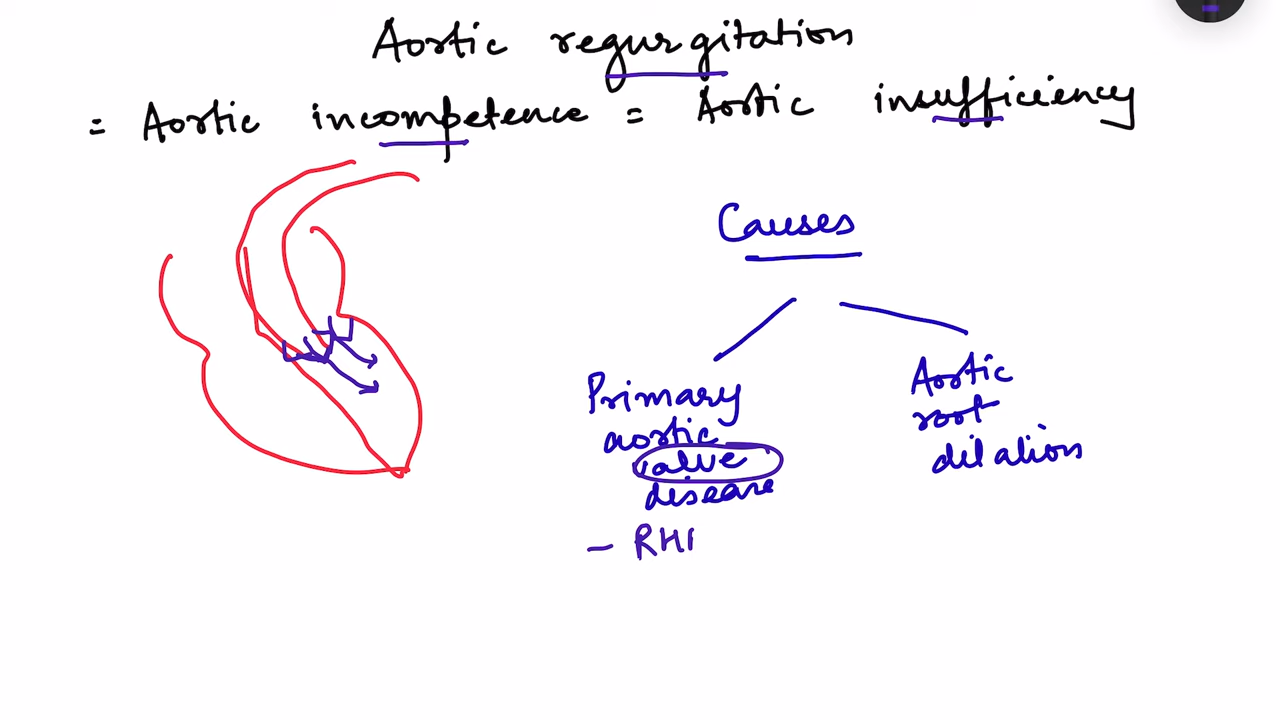 Aortic regurgitation
= Aortic incompetence = Aortic insufficiency
Causes
Primary
aortic
valve
disease
- RHI
Aortic
root
dilation